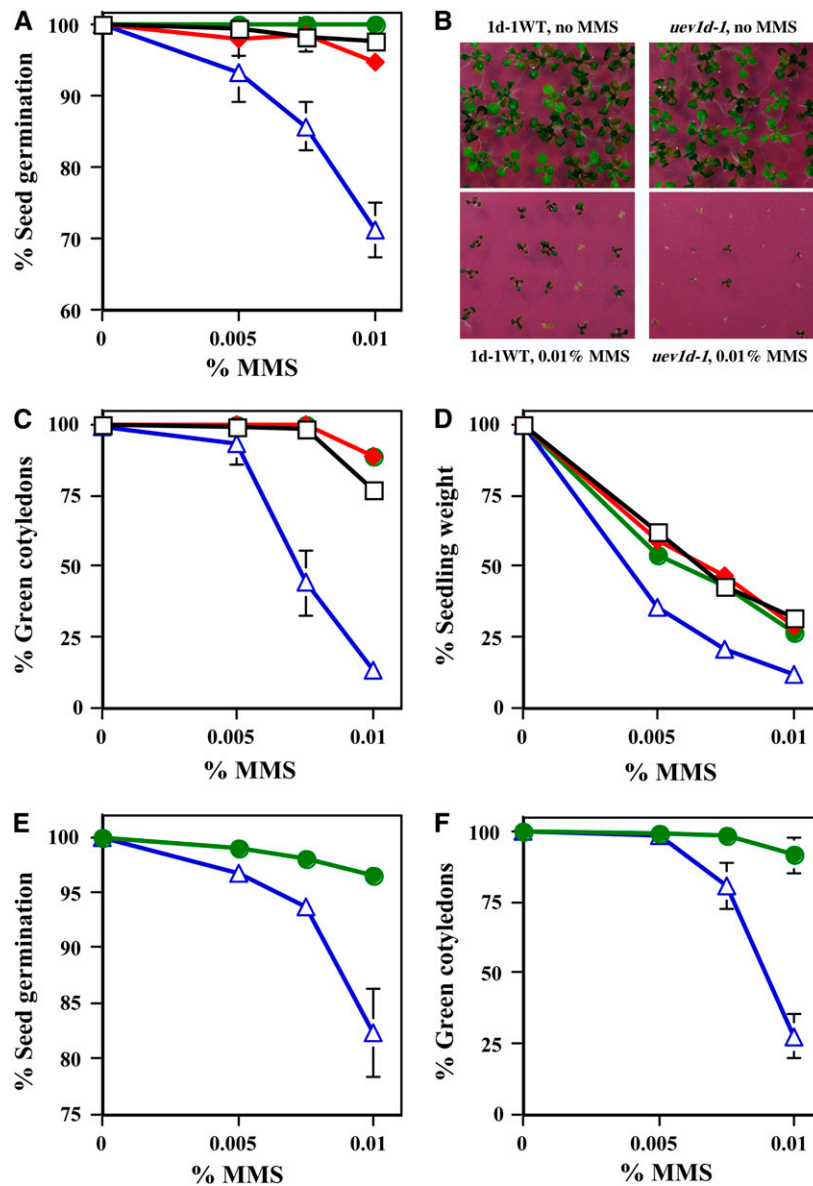 A
100
90
80
70
60
% Seed germination
0
0.005
0.01
% MMS
B
1d-1WT, no MMS
uev1d-1, no MMS
1d-1WT, 0.01% MMS
uev1d-1, 0.01% MMS
C
100
75
50
25
0
% Green cotyledons
0
0.005
0.01
% MMS
D
100
75
50
25
0
% Seedling weight
0
0.005
0.01
% MMS
E
100
95
90
85
80
75
% Seed germination
0
0.005
0.01
% MMS
F
100
75
50
25
0
% Green cotyledons
0
0.005
0.01
% MMS